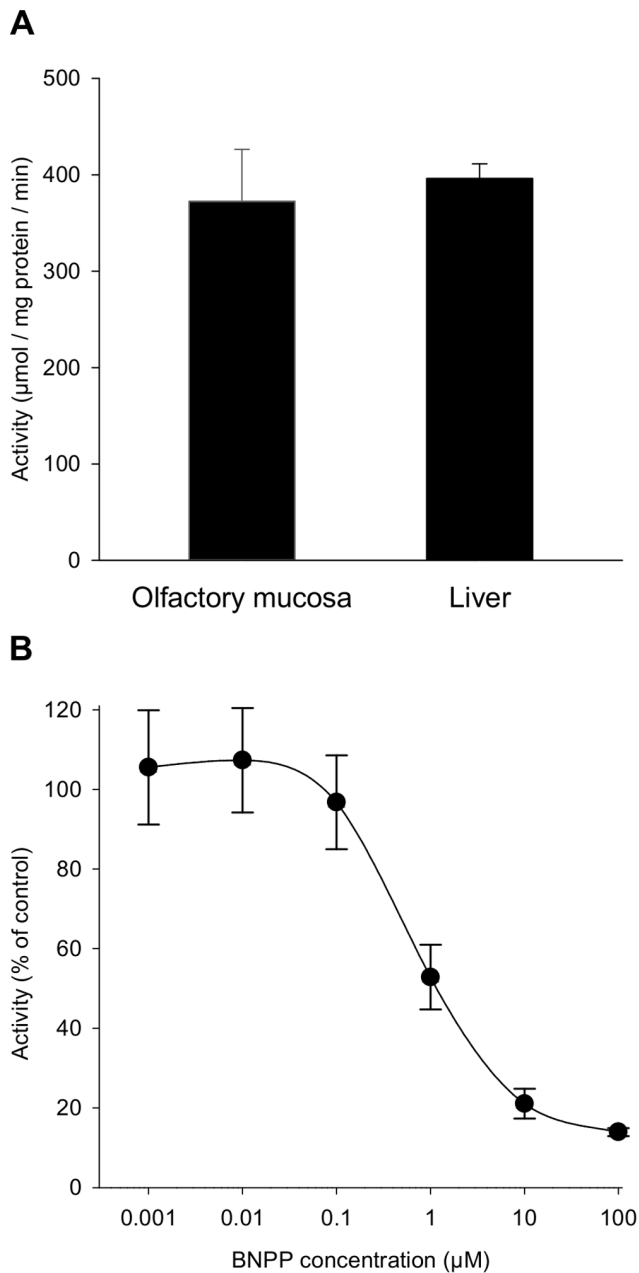 A
500
400
300
200
100
0
Activity (µmol / mg protein / min)
Olfactory mucosa Liver
B
120
100
80
60
40
20
0
Activity (% of control)
0.001 0.01 0.1 1 10 100
BNPP concentration (µM)